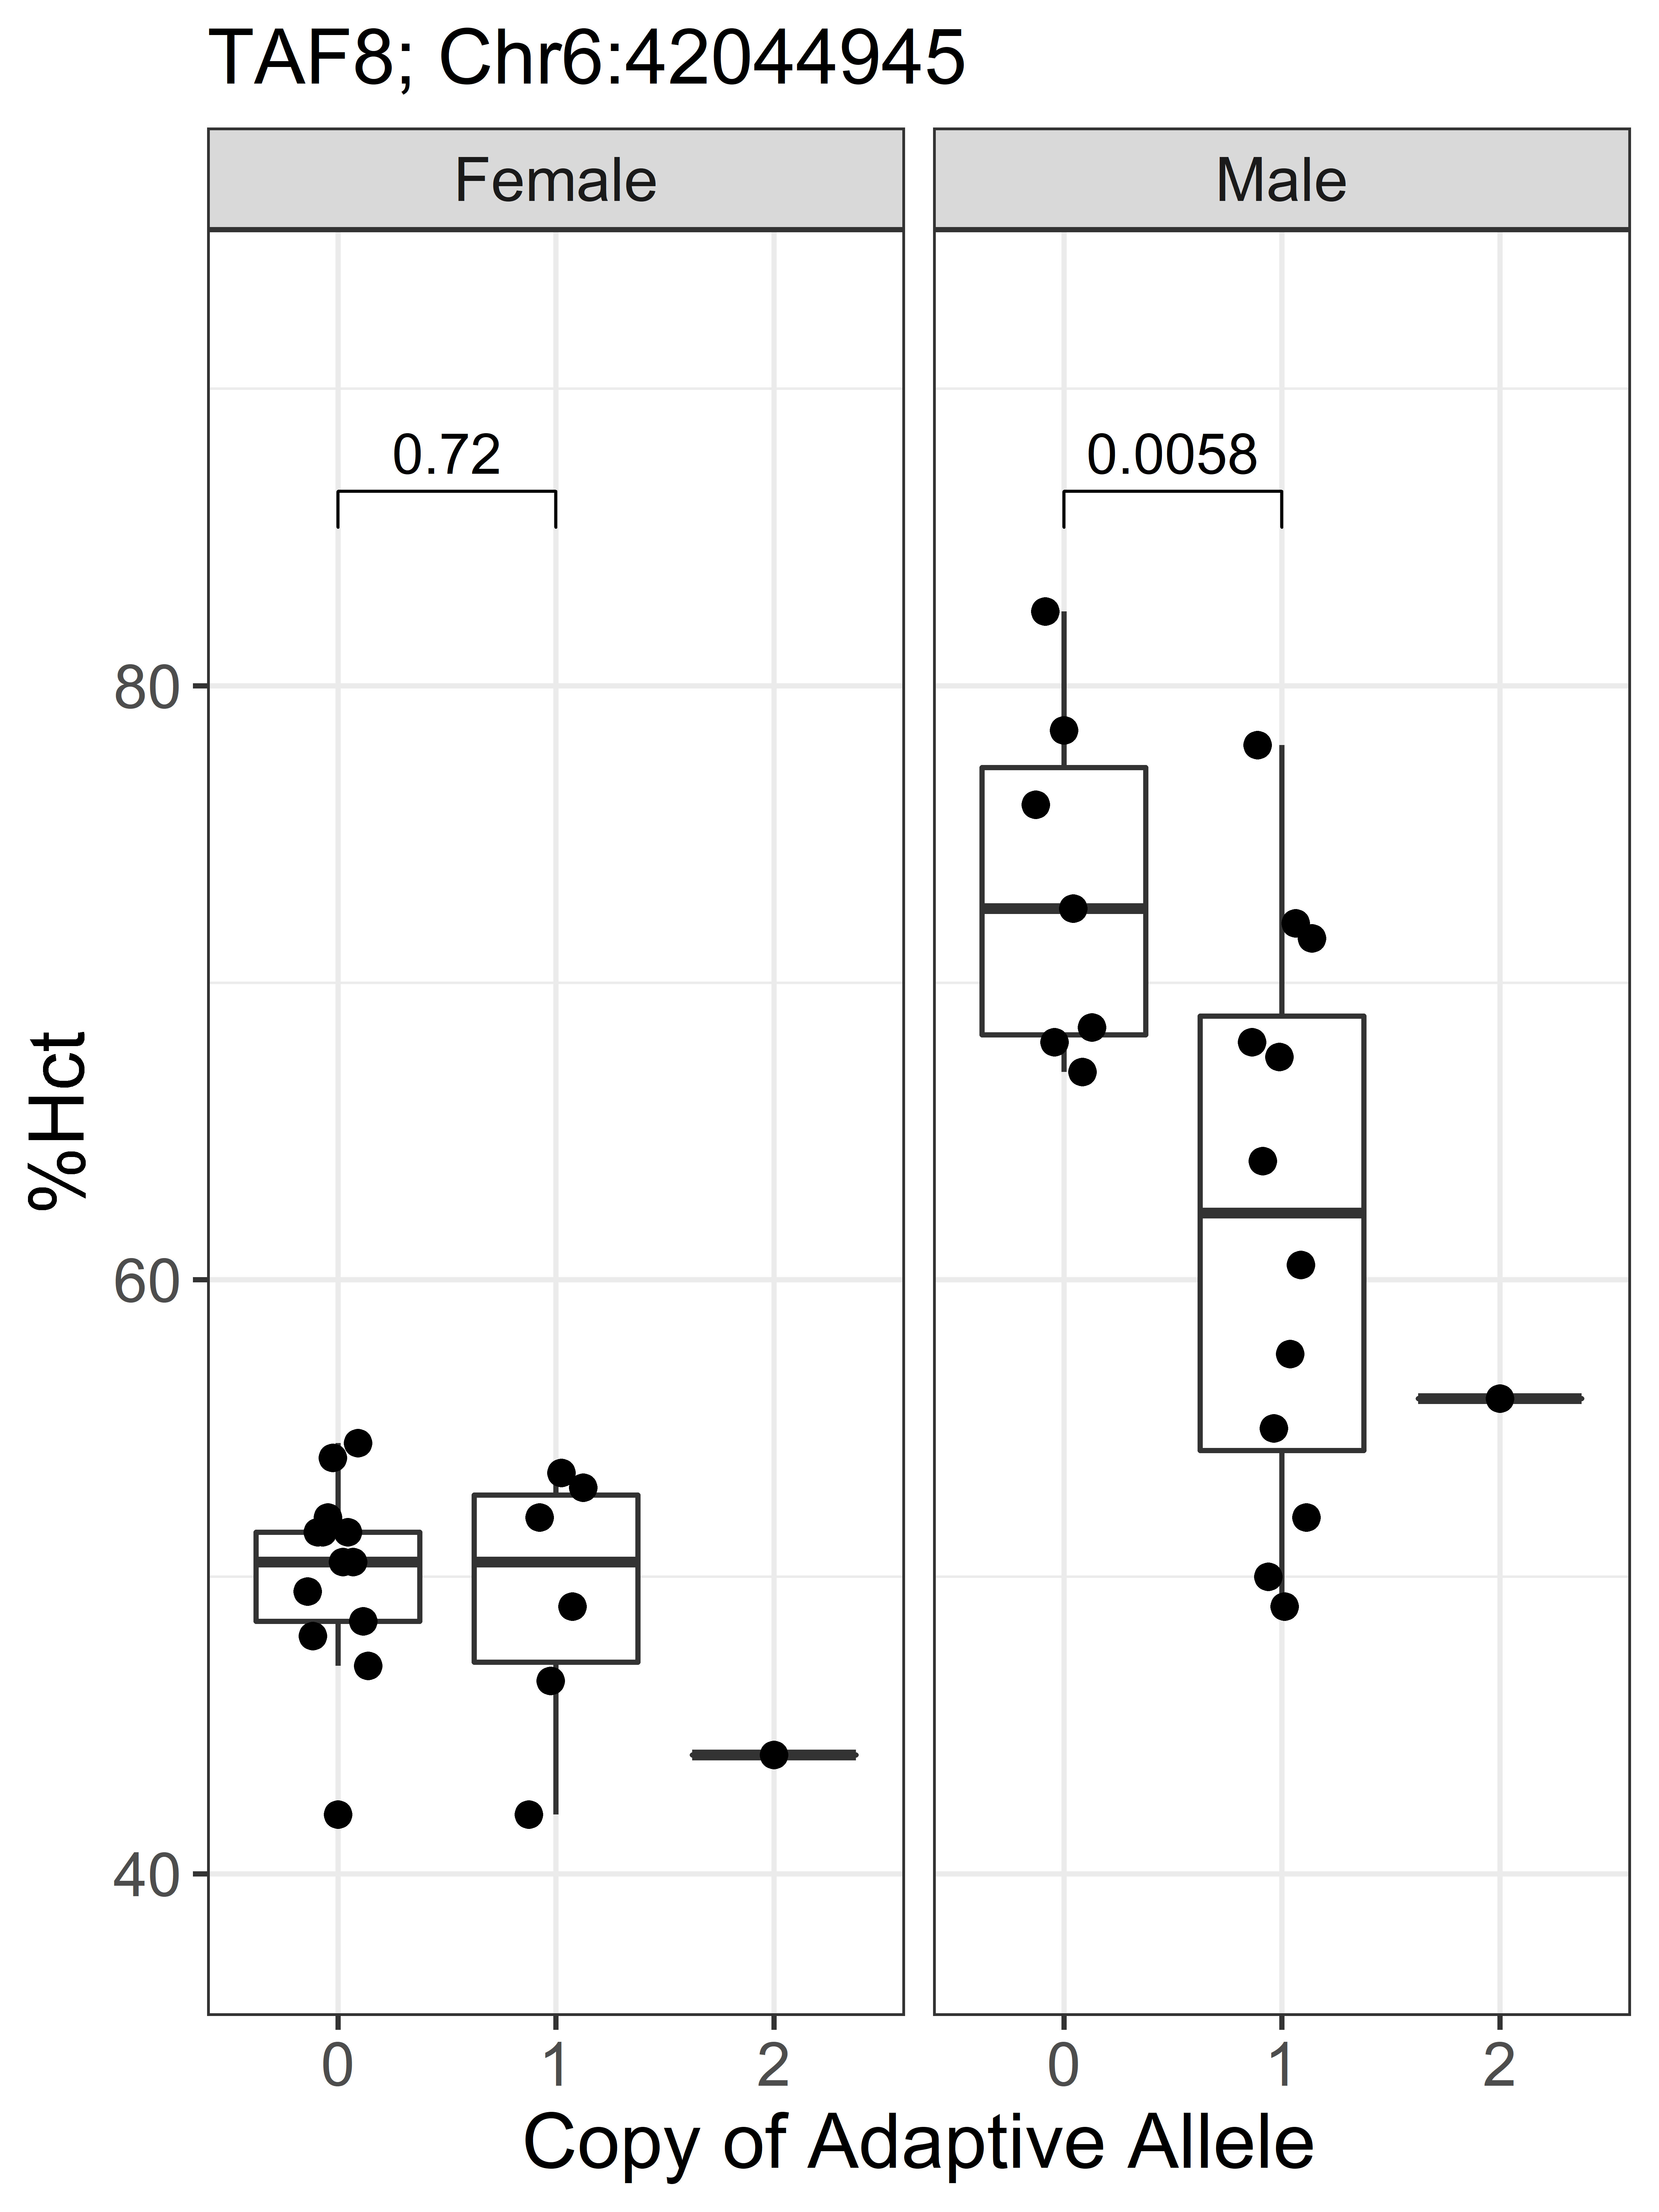 TAF8; Chr6:42044945
Female
Male
0.72
0.0058
%Hct
80
60
40
0 1 2
0 1 2
Copy of Adaptive Allele